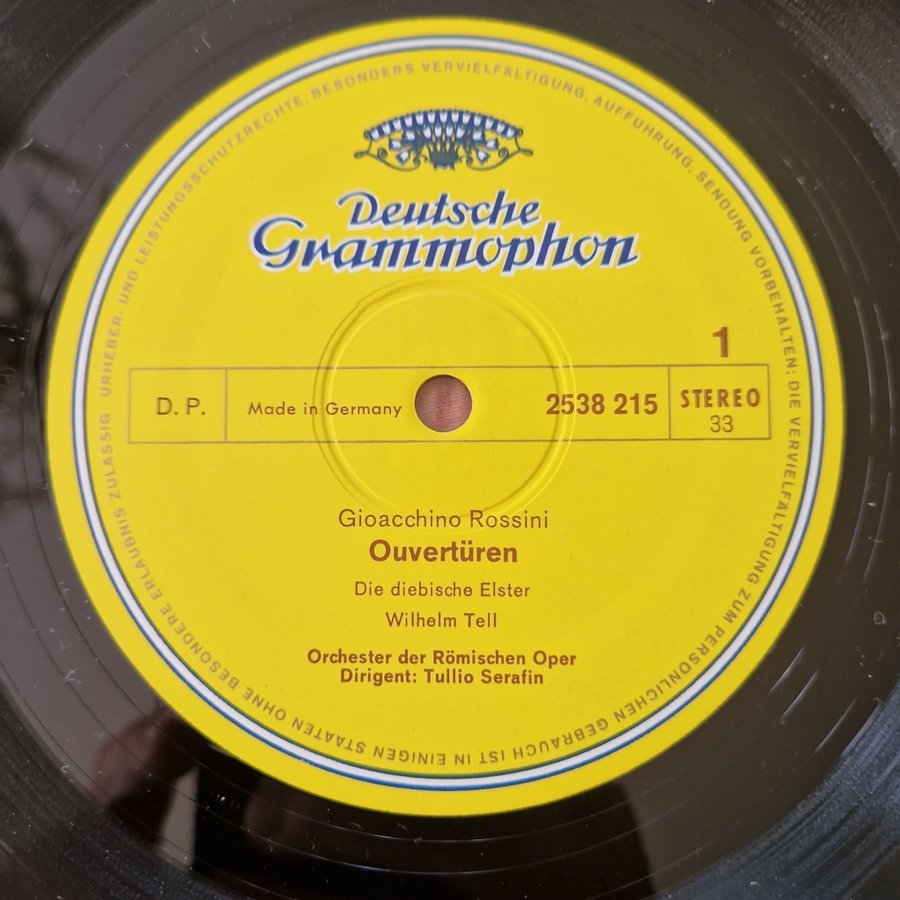 Deutsche
Grammophon
1
D. P.
Made in Germany
2538 215
STEREO
33
Gioacchino Rossini
Ouvertüren
Die diebische Elster
Wilhelm Tell
Orchester der Römischen Oper
Dirigent: Tullio Serafin
URHEBER- UND LEISTUNGSSCHUTZRECHTE, BESONDERS VERVIELFÄLTIGUNG, AUFFÜHRUNG, SENDUNG VORBEHALTEN; DIE VERVIELFÄLTIGUNG ZUM PERSÖNLICHEN GEBRAUCH IST IN EINIGEN STAATEN OHNE BESONDERE ERLAUBNIS ZULÄSSIG ·